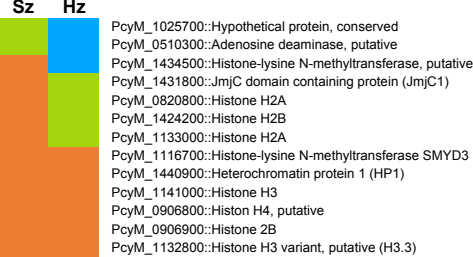 Sz Hz
PcyM_1025700::Hypothetical protein, conserved
PcyM_0510300::Adenosine deaminase, putative
PcyM_1434500::Histone-lysine N-methyltransferase, putative
PcyM_1431800::JmjC domain containing protein (JmjC1)
PcyM_0820800::Histone H2A
PcyM_1424200::Histone H2B
PcyM_1133000::Histone H2A
PcyM_1116700::Histone-lysine N-methyltransferase SMYD3
PcyM_1440900::Heterochromatin protein 1 (HP1)
PcyM_1141000::Histone H3
PcyM_0906800::Histon H4, putative
PcyM_0906900::Histone 2B
PcyM_1132800::Histone H3 variant, putative (H3.3)